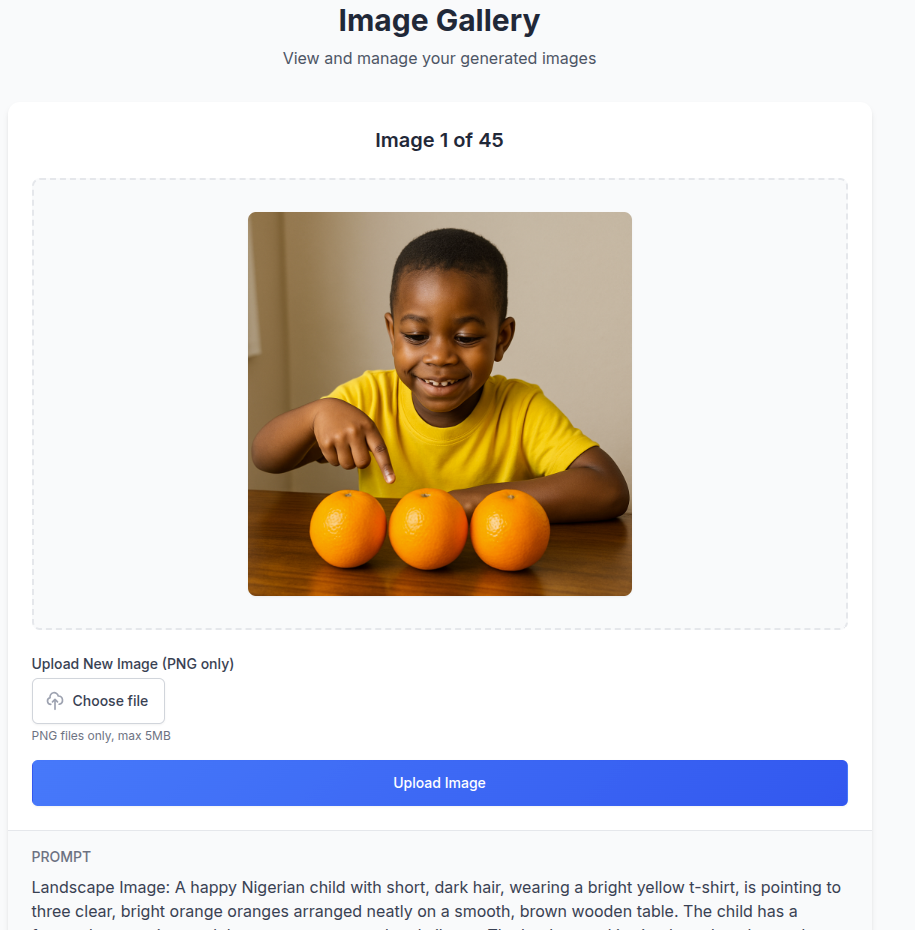 Image Gallery
View and manage your generated images
Image 1 of 45
Upload New Image (PNG only)
Choose file
PNG files only, max 5MB
Upload Image
PROMPT
Landscape Image: A happy Nigerian child with short, dark hair, wearing a bright yellow t-shirt, is pointing to
three clear, bright orange oranges arranged neatly on a smooth, brown wooden table. The child has a